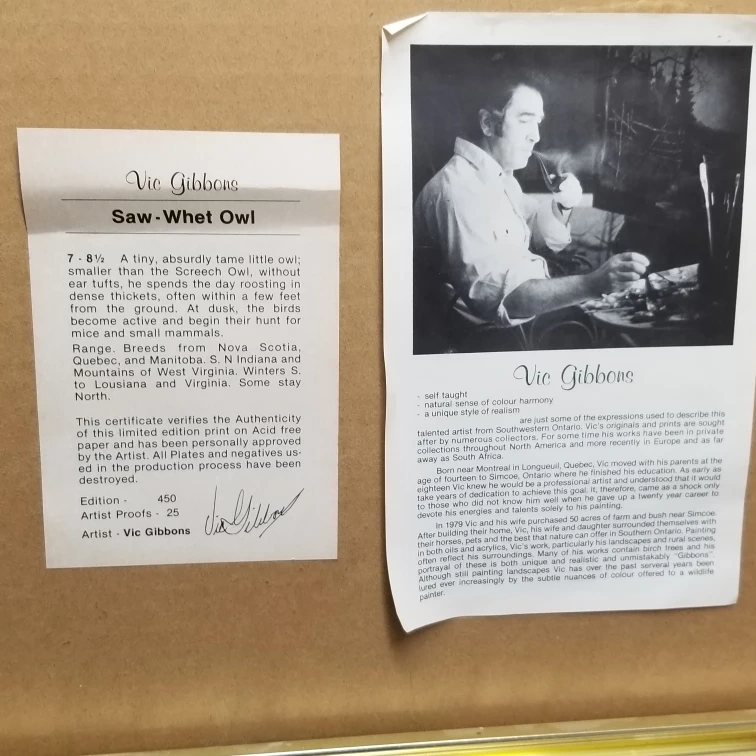 Vic Gibbons
Saw-Whet Owl
7 - 8½ A tiny, absurdly tame little owl;
smaller than the Screech Owl, without
ear tufts, he spends the day roosting in
dense thickets, often within a few feet
from the ground. At dusk, the birds
become active and begin their hunt for
mice and small mammals.
Range. Breeds from Nova Scotia,
Quebec, and Manitoba. S. N Indiana and
Mountains of West Virginia. Winters S.
to Lousiana and Virginia. Some stay
North.
This certificate verifies the Authenticity
of this limited edition print on Acid free
paper and has been personally approved
by the Artist. All Plates and negatives us-
ed in the production process have been
destroyed.
Edition - 450
Artist Proofs - 25
Artist - Vic Gibbons Vic Gibbons
Vic Gibbons
- self taught
- natural sense of colour harmony
- a unique style of realism
are just some of the expressions used to describe this
talented artist from Southwestern Ontario. Vic's originals and prints are sought
after by numerous collectors. For some time his works have been in private
collections throughout North America and more recently in Europe and as far
away as South Africa.
Born near Montreal in Longueuil, Quebec, Vic moved with his parents at the
age of fourteen to Simcoe, Ontario where he finished his education. As early as
eighteen Vic knew he would be a professional artist and understood that it would
take years of dedication to achieve this goal. It, therefore, came as a shock only
to those who did not know him well when he gave up a twenty year career to
devote his energies and talents solely to his painting.
In 1979 Vic and his wife purchased 50 acres of farm and bush near Simcoe.
After building their home, Vic, his wife and daughter surrounded themselves with
their horses, pets and the best that nature can offer in Southern Ontario. Painting
in both oils and acrylics, Vic's work, particularly his landscapes and rural scenes,
often reflect his surroundings. Many of his works contain birch trees and his
portrayal of these is both unique and realistic and unmistakably "Gibbons".
Although still painting landscapes Vic has over the past serveral years been
lured ever increasingly by the subtle nuances of colour offered to a wildlife
painter.